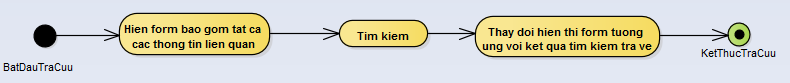 BatDauTraCuu
Hien form bao gom tat ca
cac thong tin lien quan
Tim kiem
Thay doi hien thi form tuong
ung voi ket qua tim kiem tra ve
KetThucTraCuu